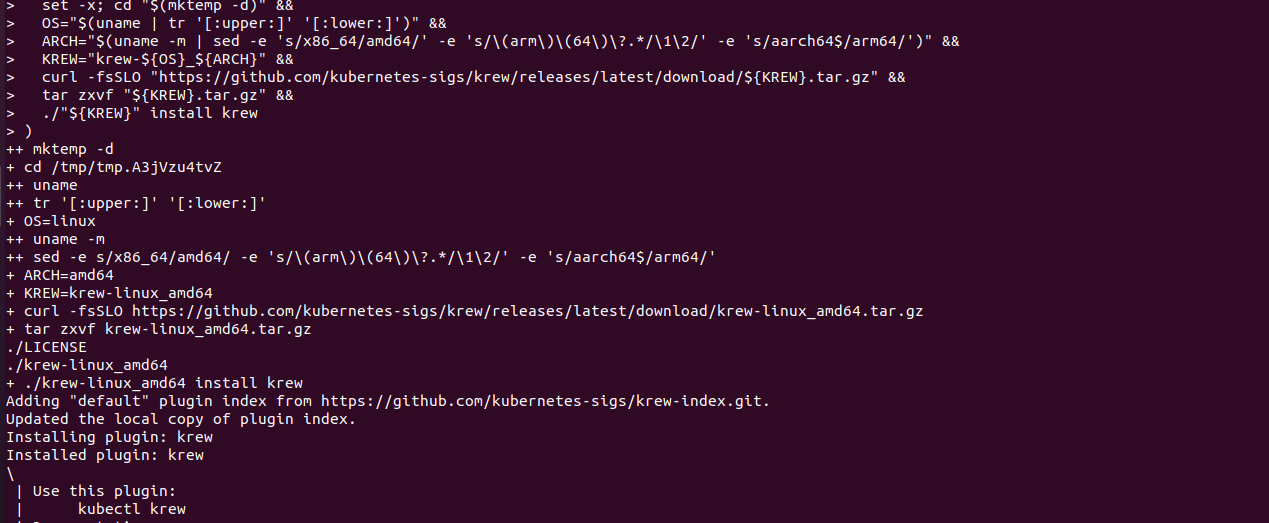 >   set -x; cd "$(mktemp -d)" &&
>   OS="$(uname | tr '[:upper:]' '[:lower:]')" &&
>   ARCH="$(uname -m | sed -e 's/x86_64/amd64/' -e 's/\(arm\)\(64\)\?.*/\1\2/' -e 's/aarch64$/arm64/')" &&
>   KREW="krew-${OS}_${ARCH}" &&
>   curl -fsSLO "https://github.com/kubernetes-sigs/krew/releases/latest/download/${KREW}.tar.gz" &&
>   tar zxvf "${KREW}.tar.gz" &&
>   ./"${KREW}" install krew
> )
++ mktemp -d
+ cd /tmp/tmp.A3jVzu4tvZ
++ uname
++ tr '[:upper:]' '[:lower:]'
+ OS=linux
++ uname -m
++ sed -e s/x86_64/amd64/ -e 's/\(arm\)\(64\)\?.*/\1\2/' -e 's/aarch64$/arm64/'
+ ARCH=amd64
+ KREW=krew-linux_amd64
+ curl -fsSLO https://github.com/kubernetes-sigs/krew/releases/latest/download/krew-linux_amd64.tar.gz
+ tar zxvf krew-linux_amd64.tar.gz
./LICENSE
./krew-linux_amd64
+ ./krew-linux_amd64 install krew
Adding "default" plugin index from https://github.com/kubernetes-sigs/krew-index.git.
Updated the local copy of plugin index.
Installing plugin: krew
Installed plugin: krew
\
 | Use this plugin:
 |      kubectl krew